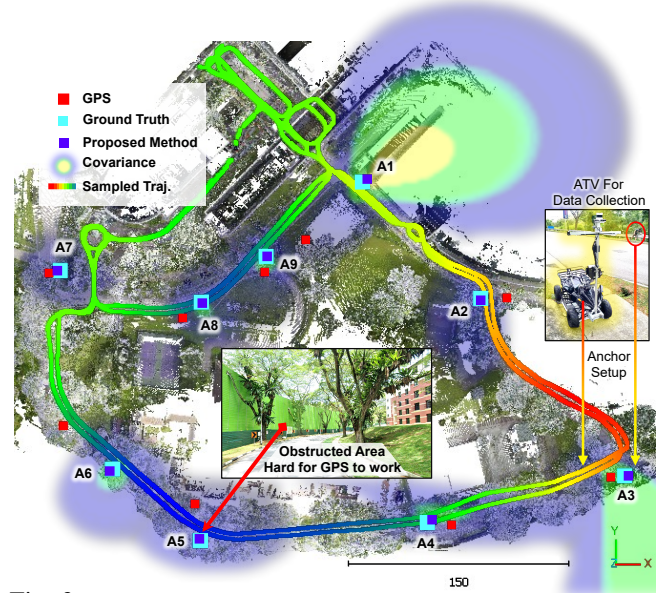 GPS
Ground Truth
Proposed Method
Covariance
Sampled Traj.
A1
ATV For
Data Collection
A7
A9
A2
A8
Anchor
Setup
Obstructed Area
Hard for GPS to work
A6
A3
A4
A5
Y
Z
X
150